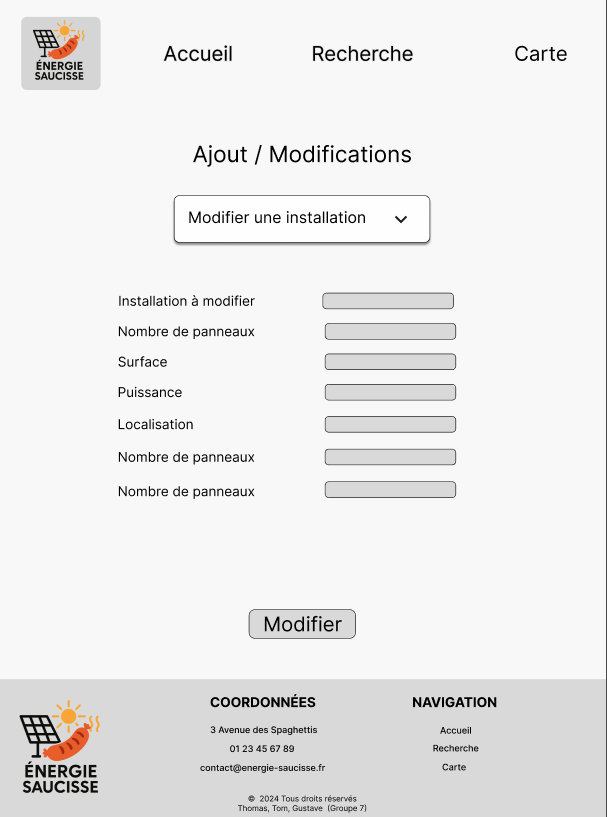 ÉNERGIE
SAUCISSE
Accueil
Recherche
Carte
Ajout / Modifications
Modifier une installation
Installation à modifier
Nombre de panneaux
Surface
Puissance
Localisation
Nombre de panneaux
Nombre de panneaux
Modifier
ÉNERGIE
SAUCISSE
COORDONNÉES
3 Avenue des Spaghettis
01 23 45 67 89
contact@energie-saucisse.fr
NAVIGATION
Accueil
Recherche
Carte
© 2024 Tous droits réservés
Thomas, Tom, Gustave (Groupe 7)